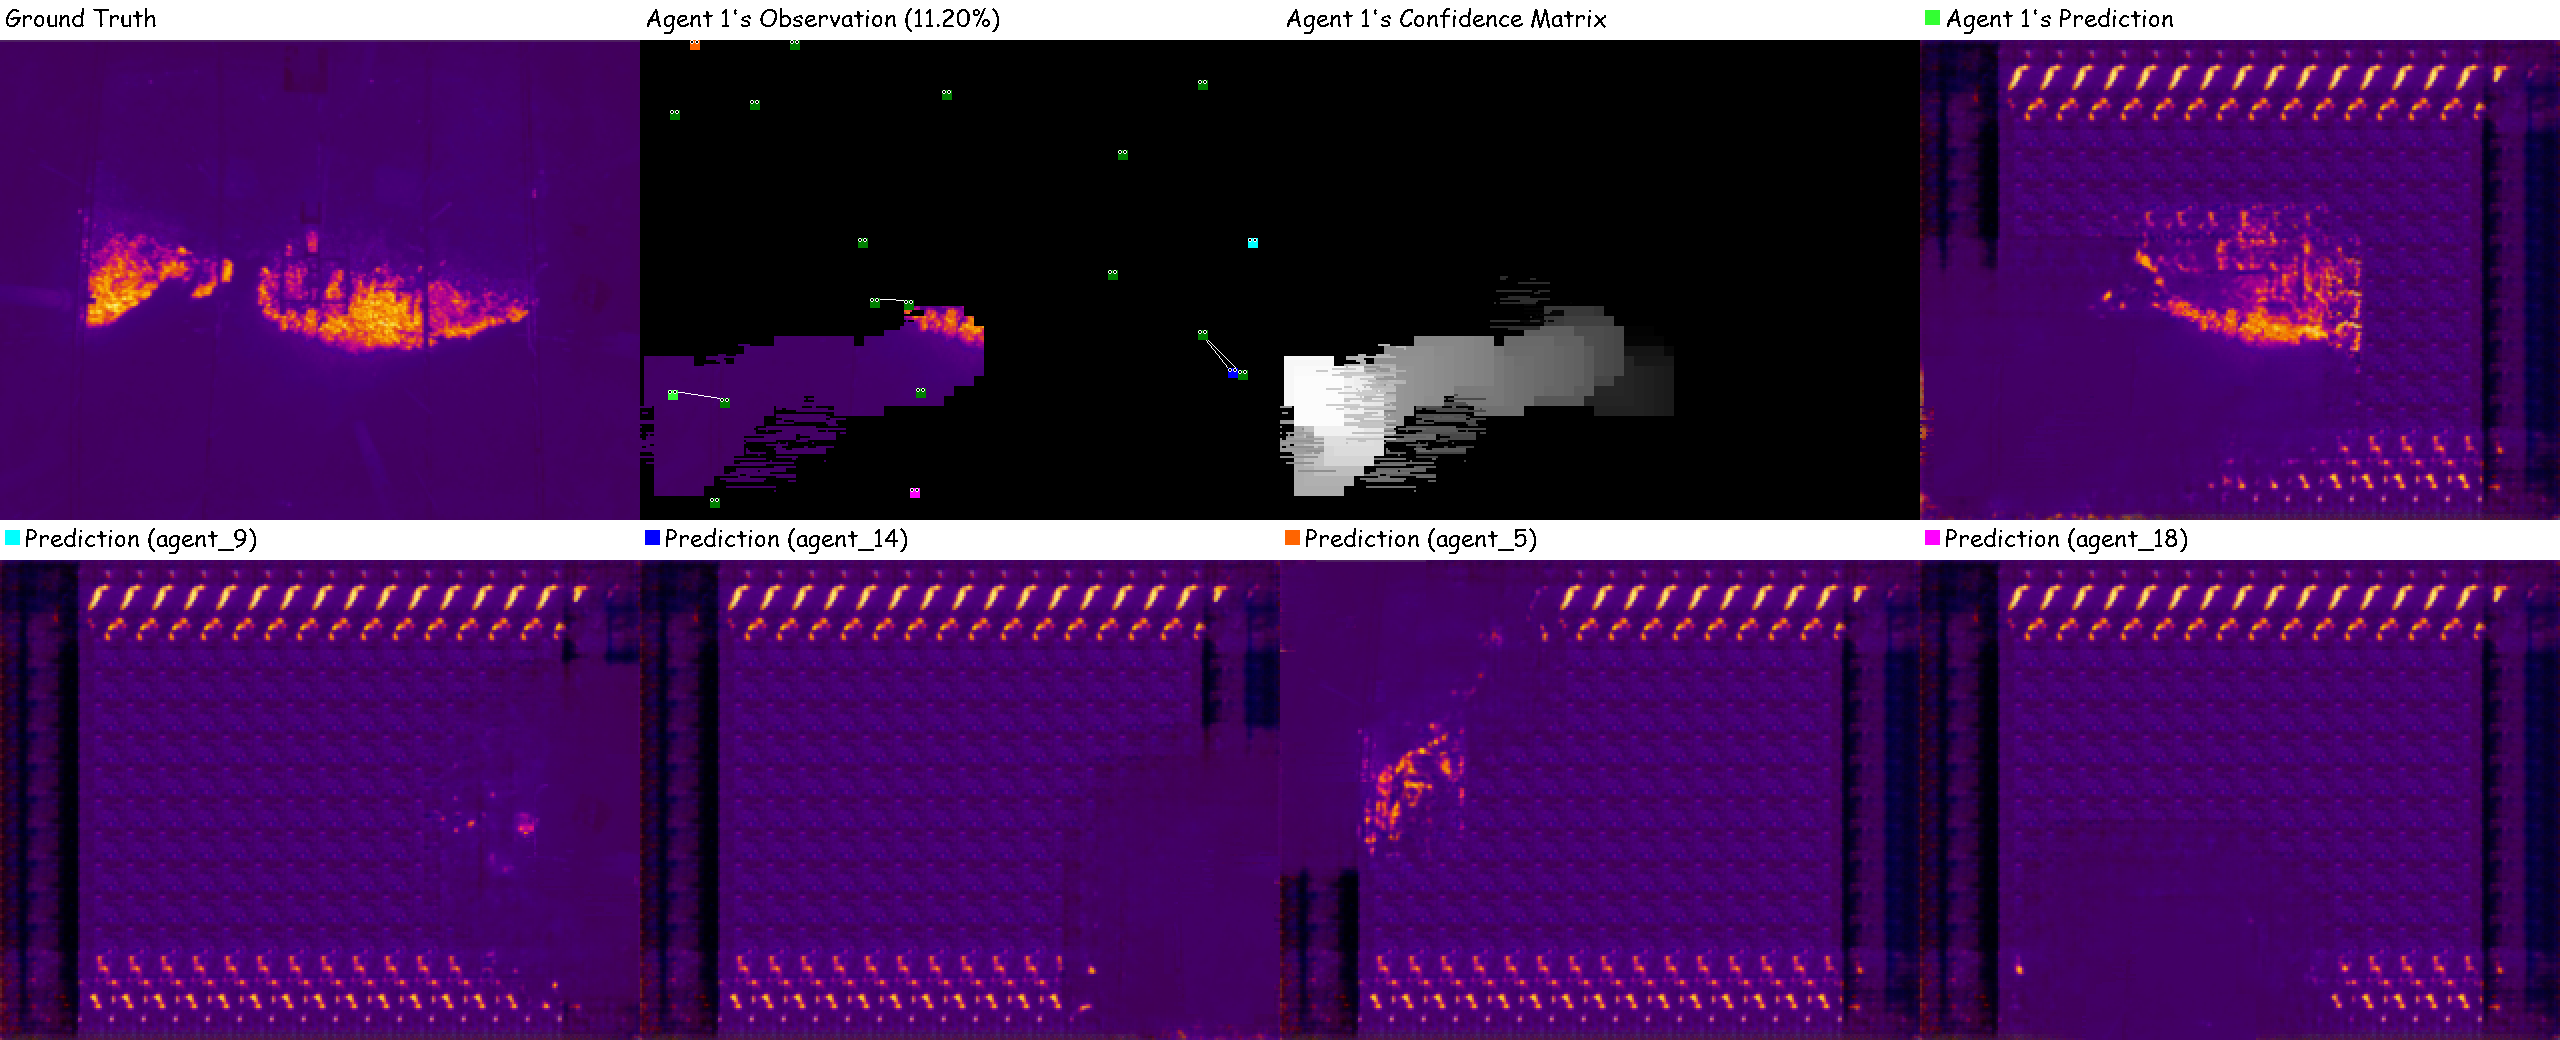 Ground Truth
Agent 1's Observation (11.20%)
Agent 1's Confidence Matrix
Agent 1's Prediction
Prediction (agent_9)
Prediction (agent_14)
Prediction (agent_5)
Prediction (agent_18)